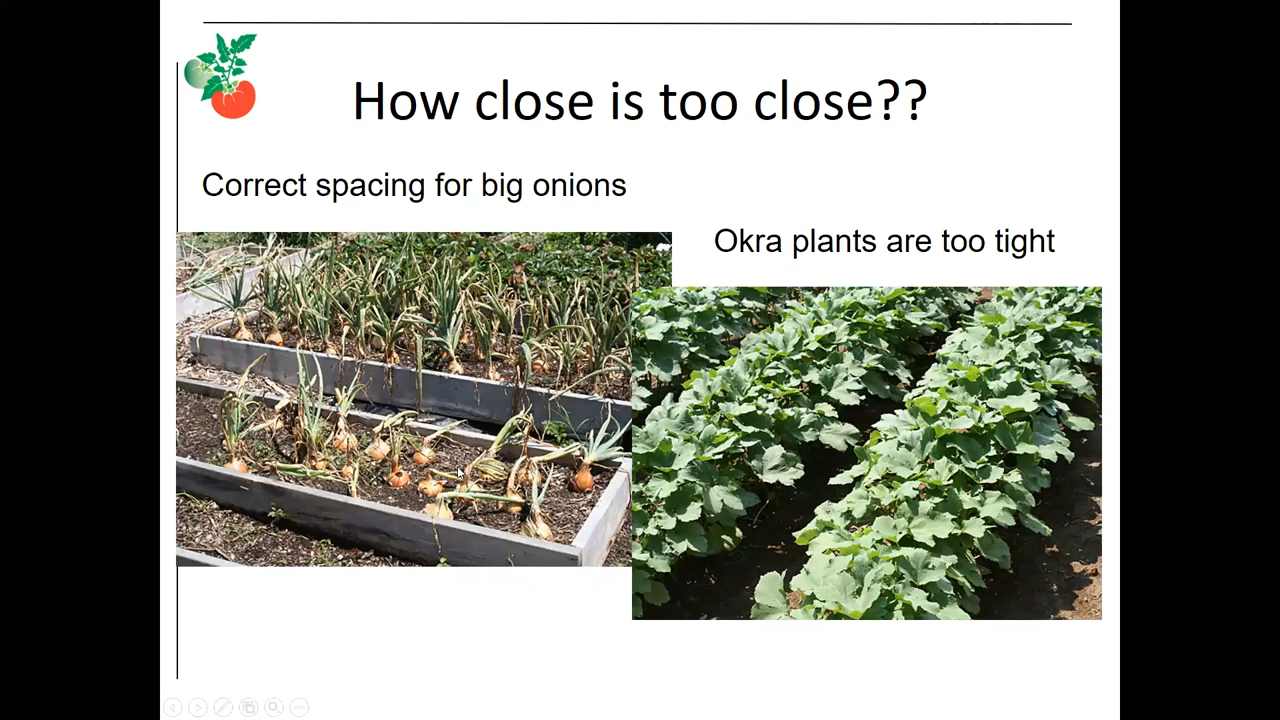 How close is too close??
Correct spacing for big onions
Okra plants are too tight